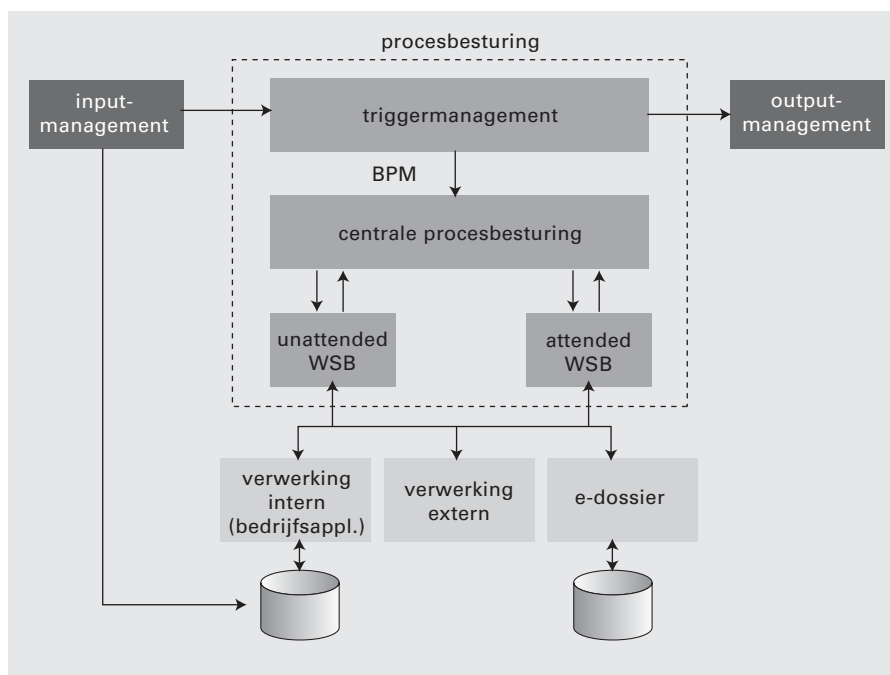 procesbesturing
input-
management
triggermanagement
output-
management
BPM
centrale procesbesturing
unattended
WSB
attended
WSB
verwerking
intern
(bedrijfsappl.)
verwerking
extern
e-dossier